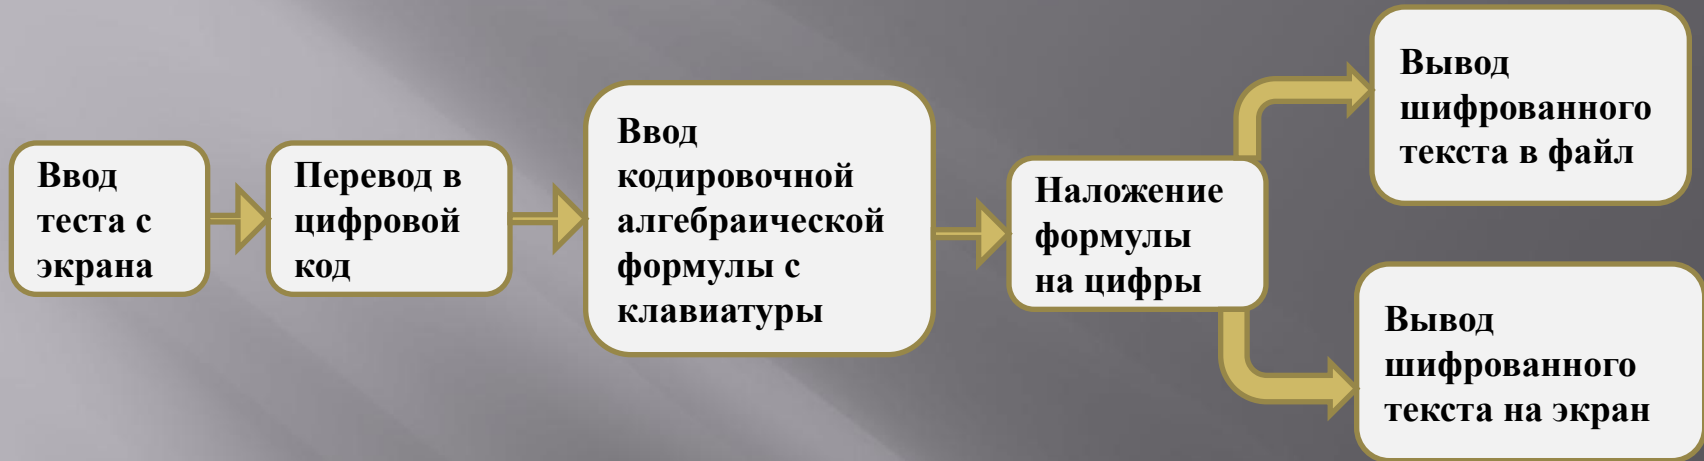 Ввод
теста с
экрана
Перевод в
цифровой
код
Ввод
кодировочной
алгебраической
формулы с
клавиатуры
Наложение
формулы
на цифры
Вывод
шифрованного
текста в файл
Вывод
шифрованного
текста на экран